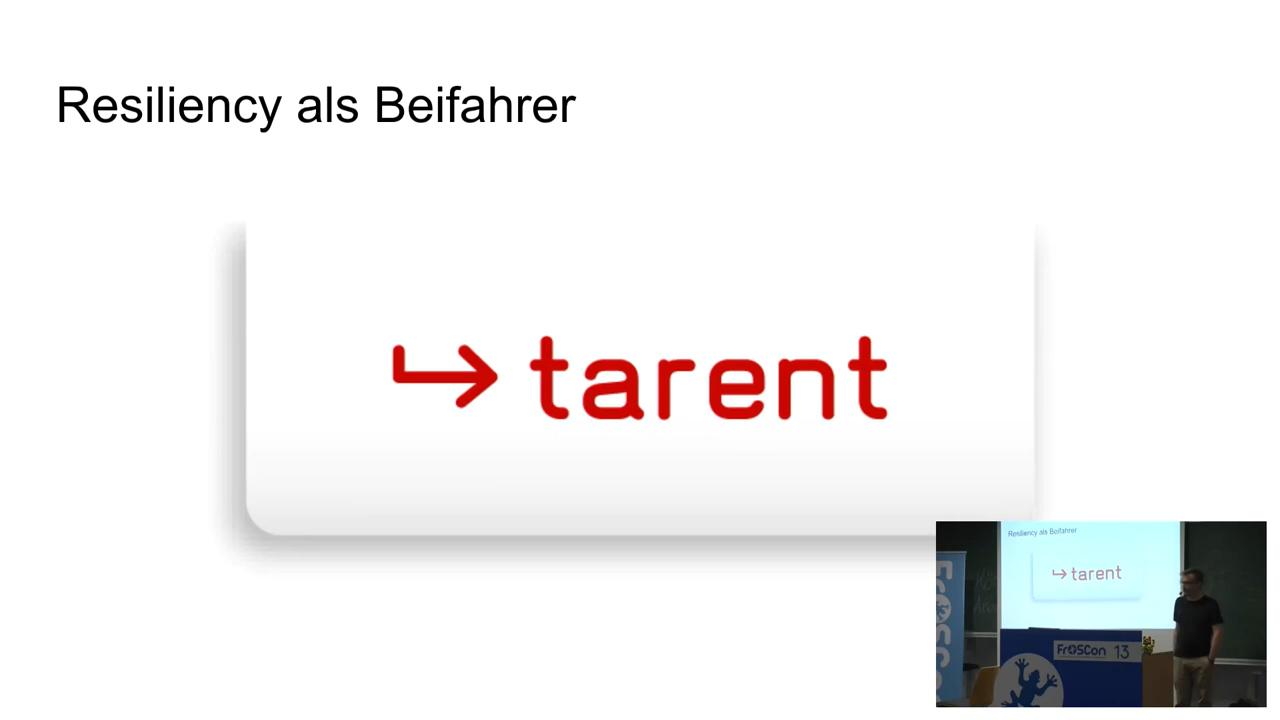 Resiliency als Beifahrer
tarent
Resiliency als Beifahrer
tarent
FrOSCon 13